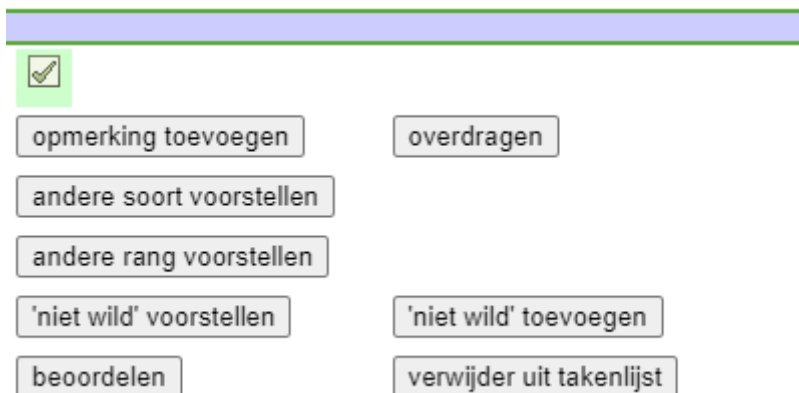 opmerking toevoegen overdragen
andere soort voorstellen
andere rang voorstellen
'niet wild' voorstellen 'niet wild' toevoegen
beoordelen verwijder uit takenlijst